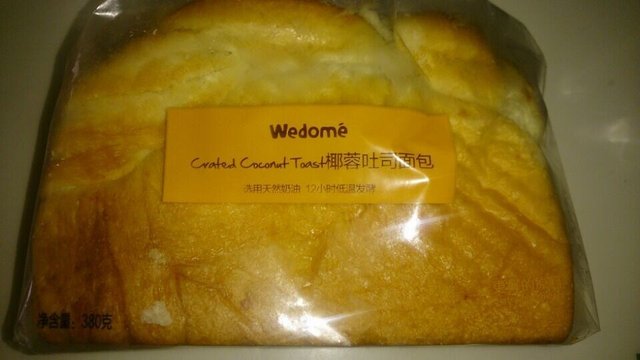 Wedomé
Crated Coconut Toast椰蓉吐司面包
选用天然奶油 12小时低温发酵
净含量: 380克